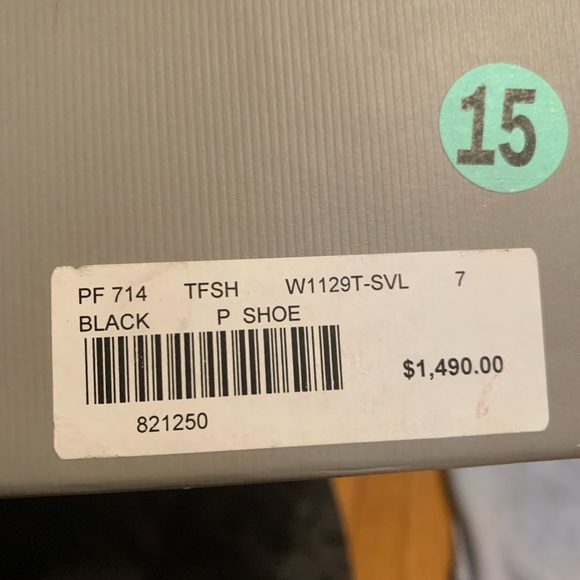 15
PF 714 TFSH W1129T-SVL 7
BLACK P SHOE
$1,490.00
821250